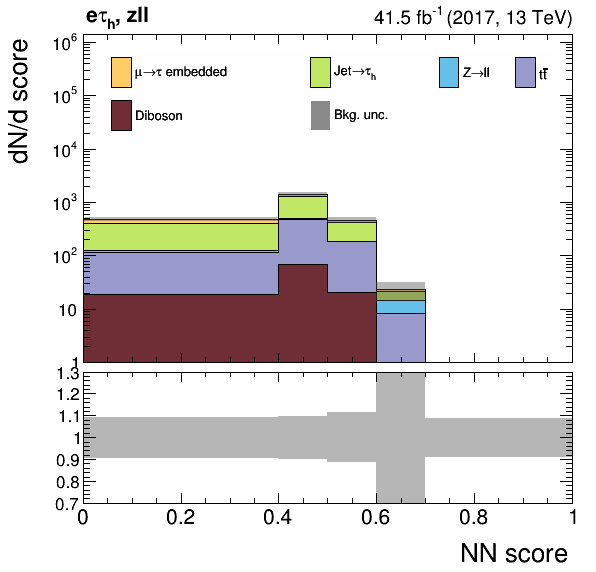 eτh, zll 41.5 fb-1 (2017, 13 TeV)
dN/d score
10^6
μ→τ embedded Jet→τh Z→ll tt̅
10^5
Diboson Bkg. unc.
10^4
10^3
10^2
10
1
1.3
1.2
1.1
1
0.9
0.8
0.7
0 0.2 0.4 0.6 0.8 1
NN score